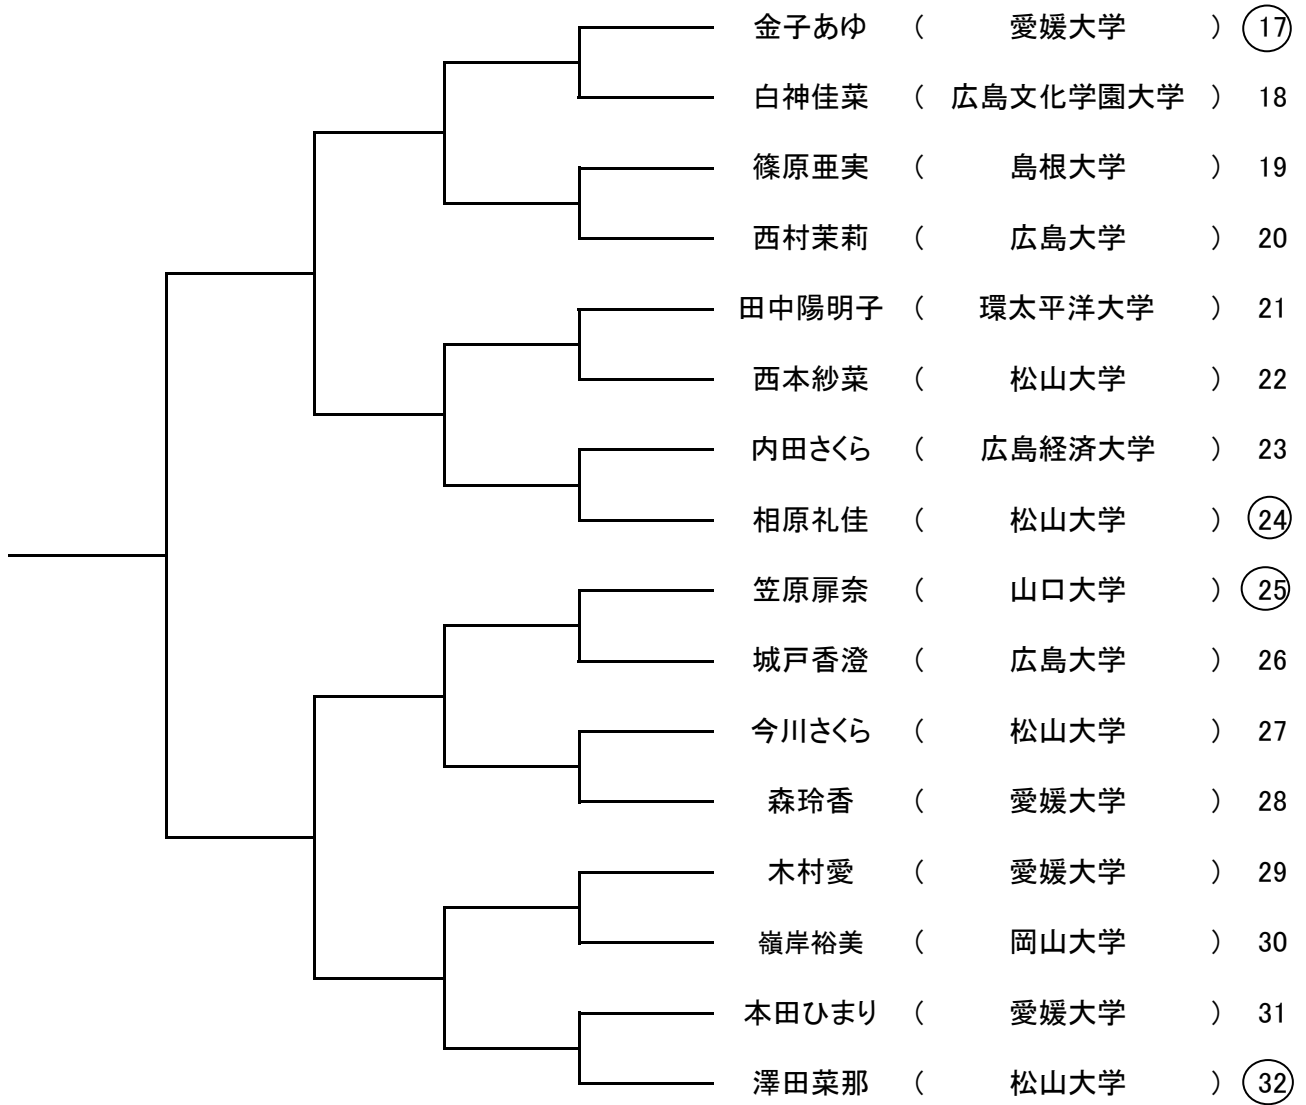 金子あゆ ( 愛媛大学 ) 17
白神佳菜 ( 広島文化学園大学 ) 18
篠原亜実 ( 島根大学 ) 19
西村茉莉 ( 広島大学 ) 20
田中陽明子 ( 環太平洋大学 ) 21
西本紗菜 ( 松山大学 ) 22
内田さくら ( 広島経済大学 ) 23
相原礼佳 ( 松山大学 ) 24
笠原扉奈 ( 山口大学 ) 25
城戸香澄 ( 広島大学 ) 26
今川さくら ( 松山大学 ) 27
森玲香 ( 愛媛大学 ) 28
木村愛 ( 愛媛大学 ) 29
嶺岸裕美 ( 岡山大学 ) 30
本田ひまり ( 愛媛大学 ) 31
澤田菜那 ( 松山大学 ) 32